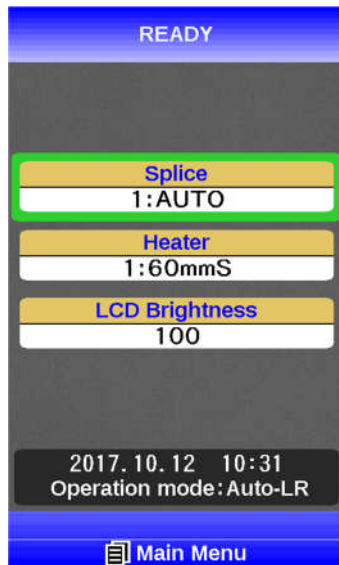 READY
Splice
1:AUTO
Heater
1:60mmS
LCD Brightness
100
2017.10.12 10:31
Operation mode:Auto-LR
Main Menu